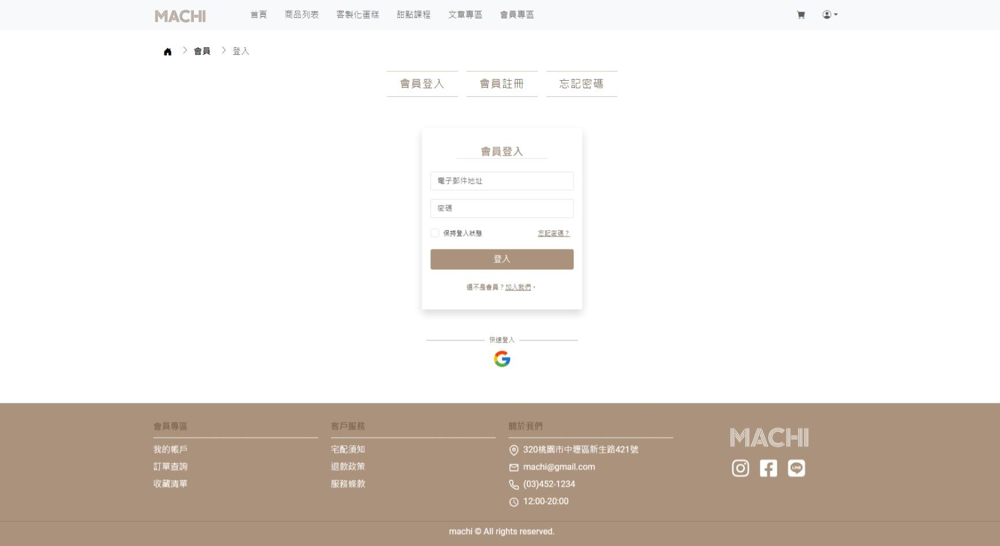 MACHI 首頁 商品列表 客製化蛋糕 甜點課程 文章專區 會員專區
會員 登入
會員登入 會員註冊 忘記密碼
會員登入
電子郵件地址
密碼
保持登入狀態 忘記密碼？
登入
還不是會員？加入我們。
快速登入
會員專區 客戶服務 關於我們
MACHI
我的帳戶 宅配須知 320桃園市中壢區新生路421號
訂單查詢 退款政策 machi@gmail.com
LINE
收藏清單 服務條款 (03)452-1234
12:00-20:00
machi © All rights reserved.